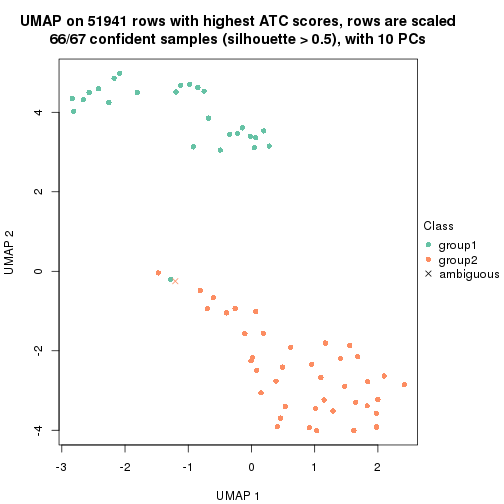 UMAP on 51941 rows with highest ATC scores, rows are scaled
66/67 confident samples (silhouette > 0.5), with 10 PCs
4
2
0
-2
-4
UMAP 2
-3
-2
-1
0
1
2
UMAP 1
Class
group1
group2
ambiguous